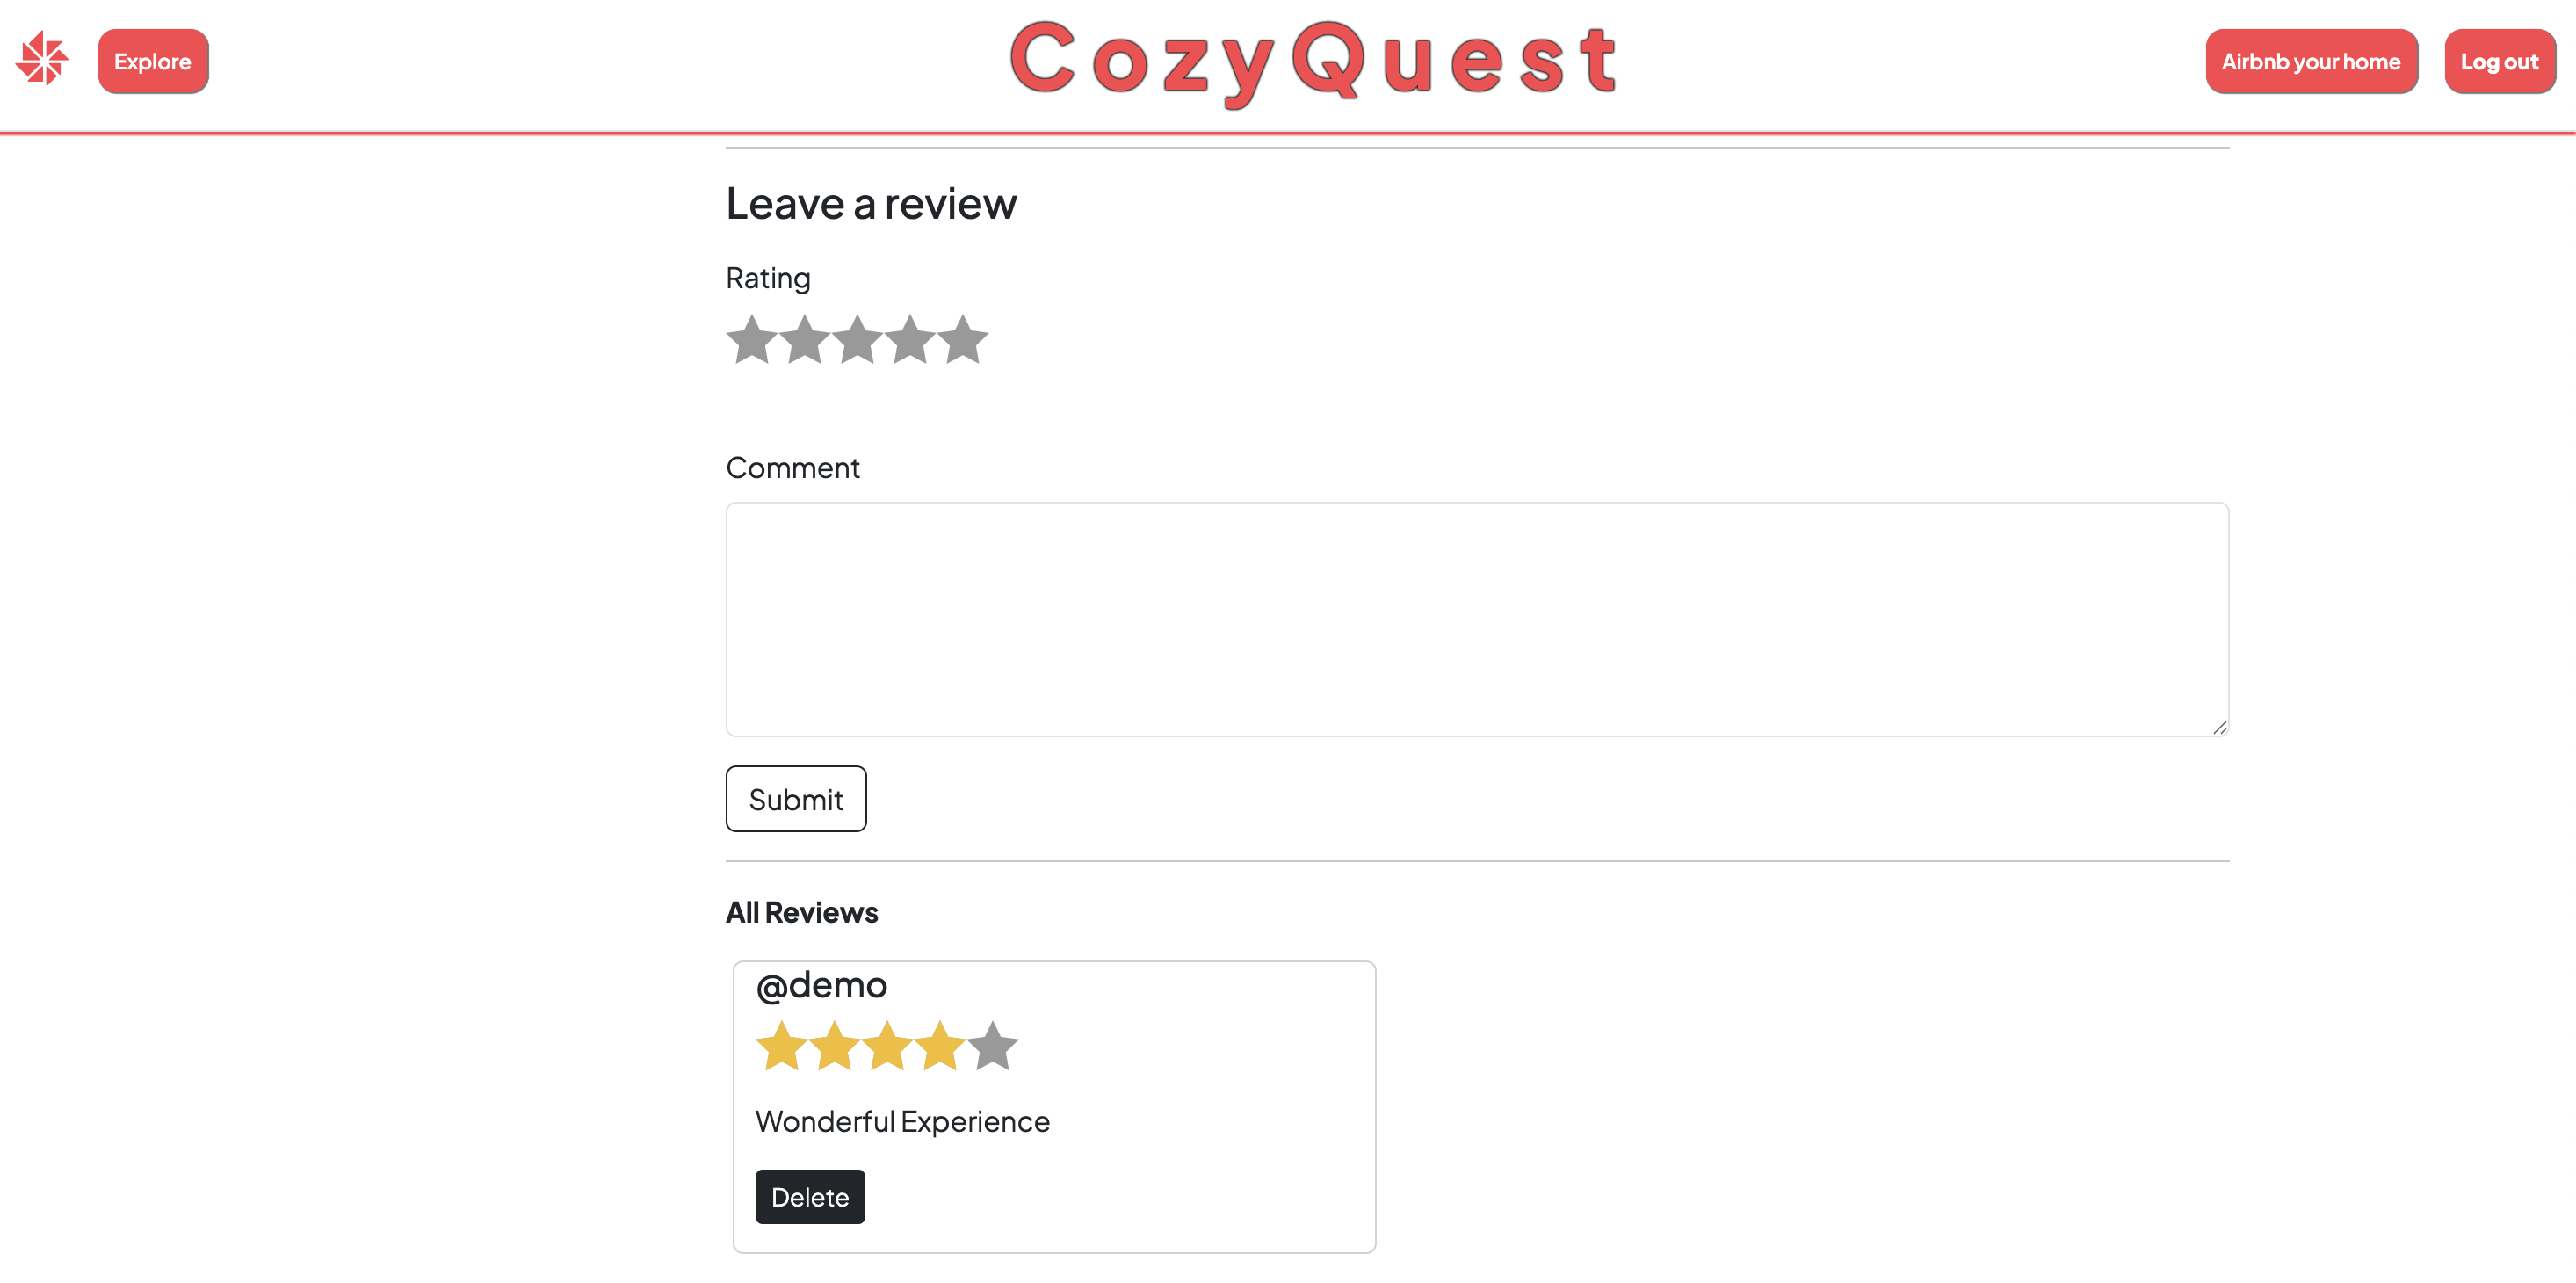 Explore
CozyQuest
Airbnb your home
Log out
Leave a review
Rating
Comment
Submit
All Reviews
@demo
Wonderful Experience
Delete